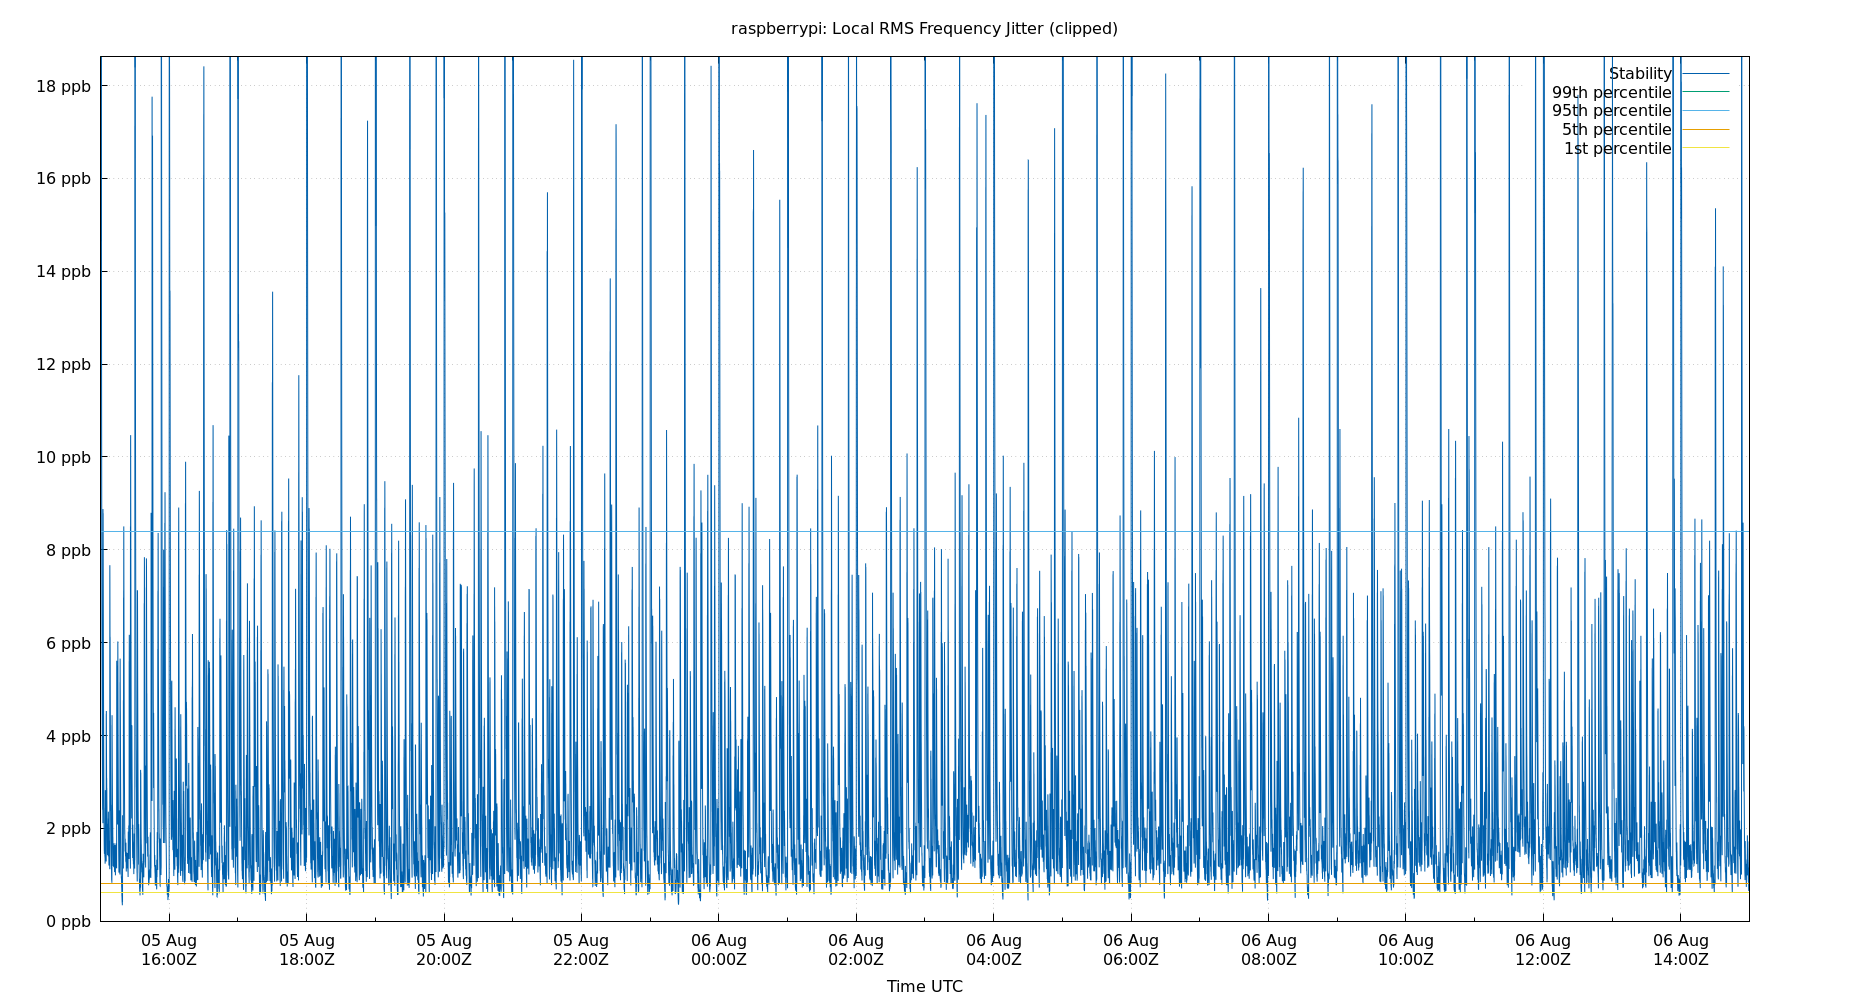 raspberrypi: Local RMS Frequency Jitter (clipped)
18 ppb
16 ppb
14 ppb
12 ppb
10 ppb
8 ppb
6 ppb
4 ppb
2 ppb
0 ppb
Stability
99th percentile
95th percentile
5th percentile
1st percentile
05 Aug 05 Aug 05 Aug 05 Aug 06 Aug 06 Aug 06 Aug 06 Aug 06 Aug 06 Aug 06 Aug 06 Aug
16:00Z 18:00Z 20:00Z 22:00Z 00:00Z 02:00Z 04:00Z 06:00Z 08:00Z 10:00Z 12:00Z 14:00Z
Time UTC